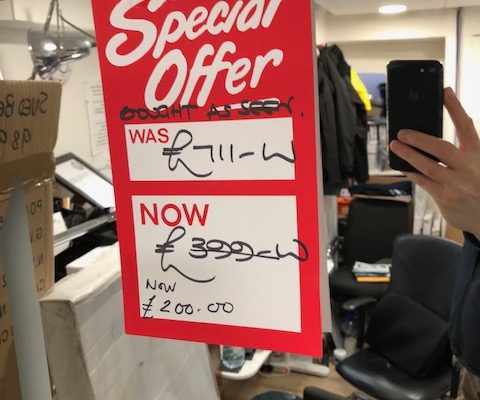 Special
Offer
BOUGHT AS SEEN.
WAS £711-W
NOW
£399-W
NOW
£200.00